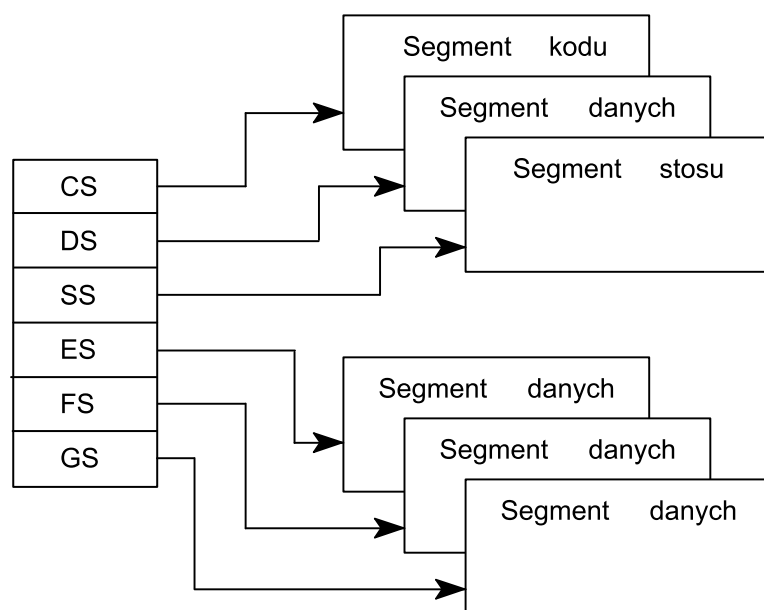 Segment kodu
Segment danych
Segment stosu
CS
DS
SS
ES
FS
GS
Segment danych
Segment danych
Segment danych